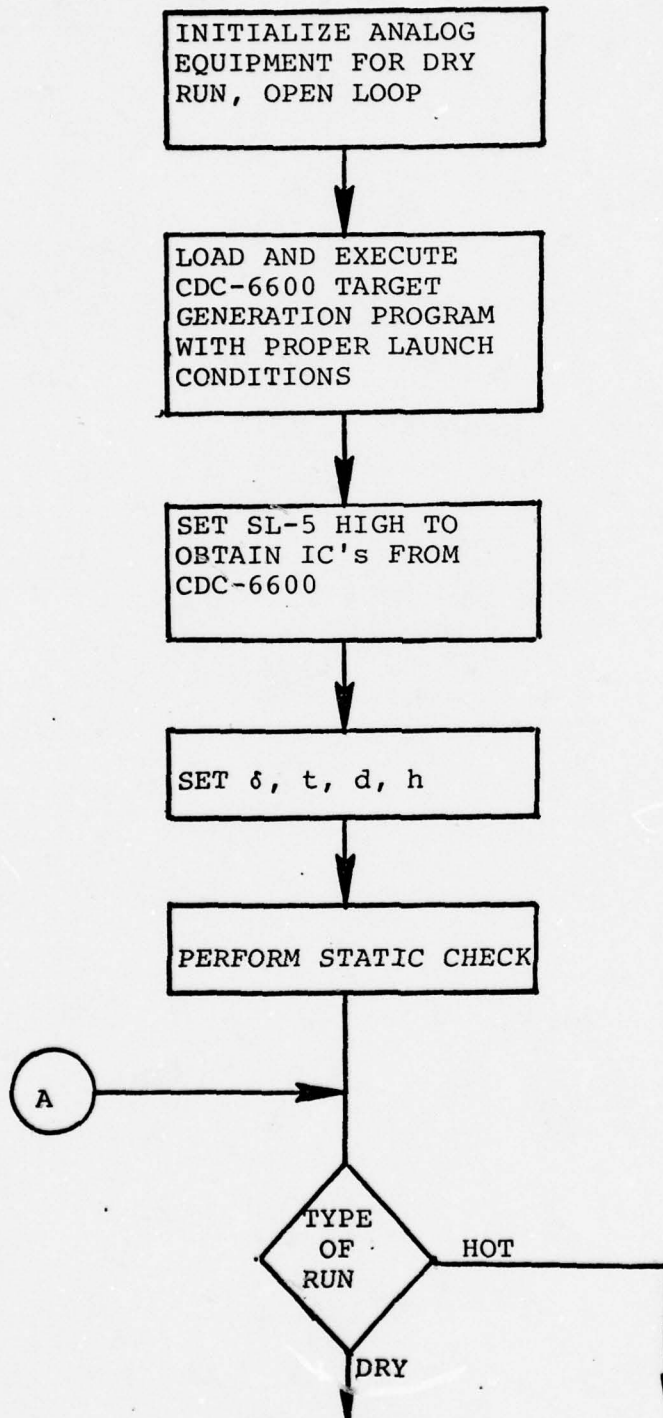 INITIALIZE ANALOG
EQUIPMENT FOR DRY
RUN, OPEN LOOP
LOAD AND EXECUTE
CDC-6600 TARGET
GENERATION PROGRAM
WITH PROPER LAUNCH
CONDITIONS
SET SL-5 HIGH TO
OBTAIN IC's FROM
CDC-6600
SET δ, t, d, h
PERFORM STATIC CHECK
A
TYPE
OF
RUN
HOT
DRY